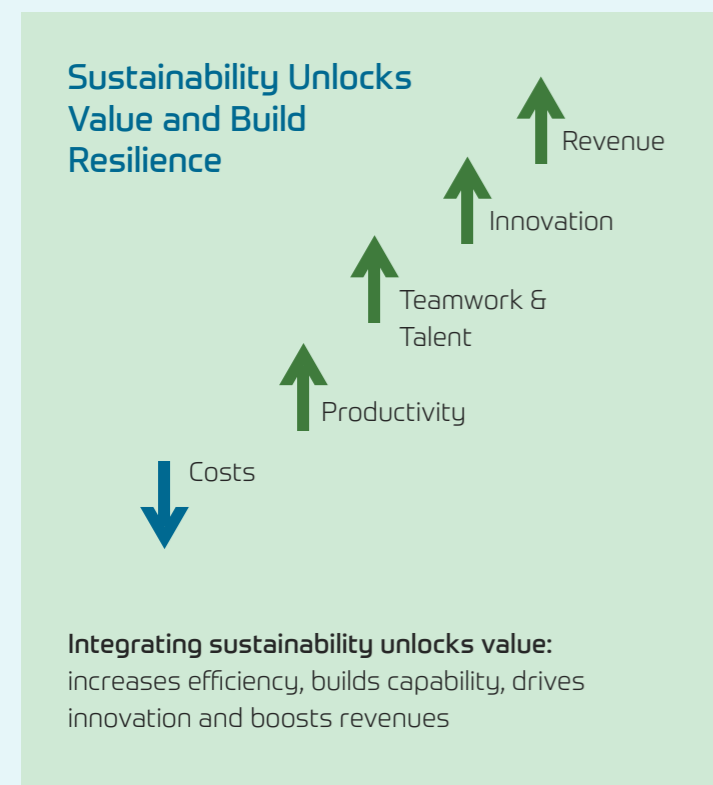 Sustainability Unlocks
Value and Build
Resilience
Revenue
Innovation
Teamwork &
Talent
Productivity
Costs
Integrating sustainability unlocks value:
increases efficiency, builds capability, drives
innovation and boosts revenues